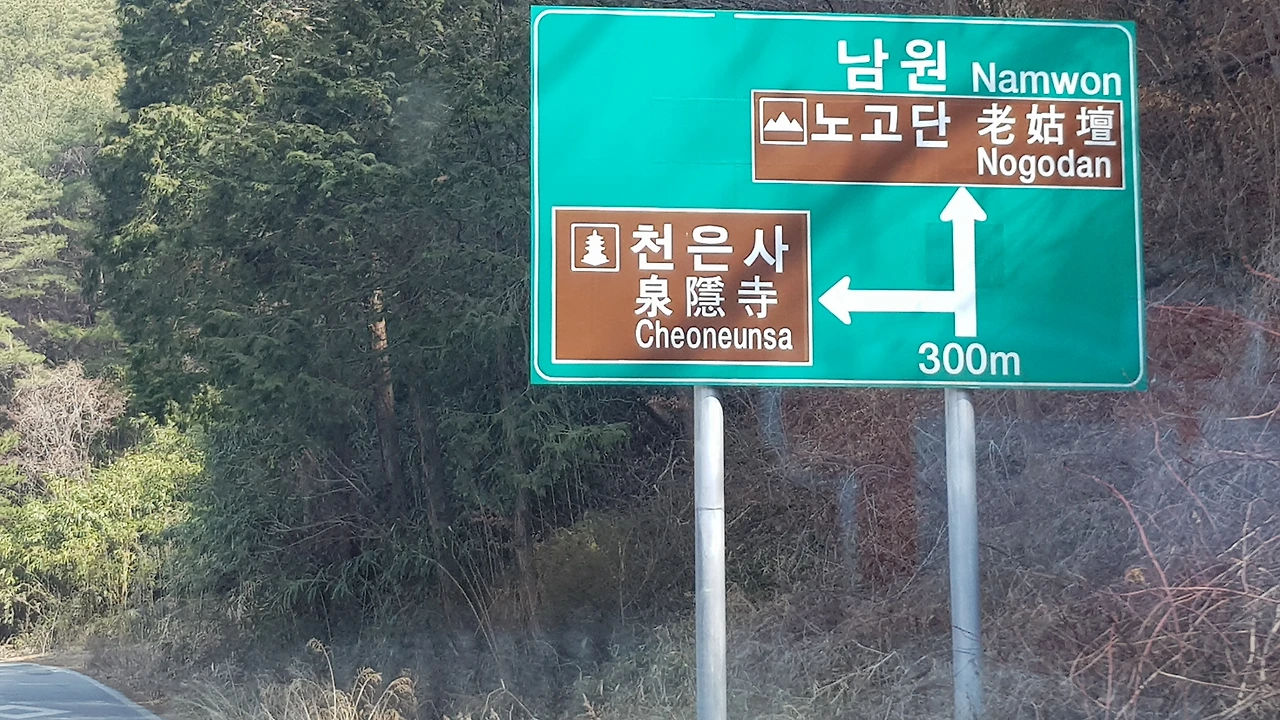 남원 Namwon
노고단 老姑壇
Nogodan
천은사
泉隱寺
Cheoneunsa
300m